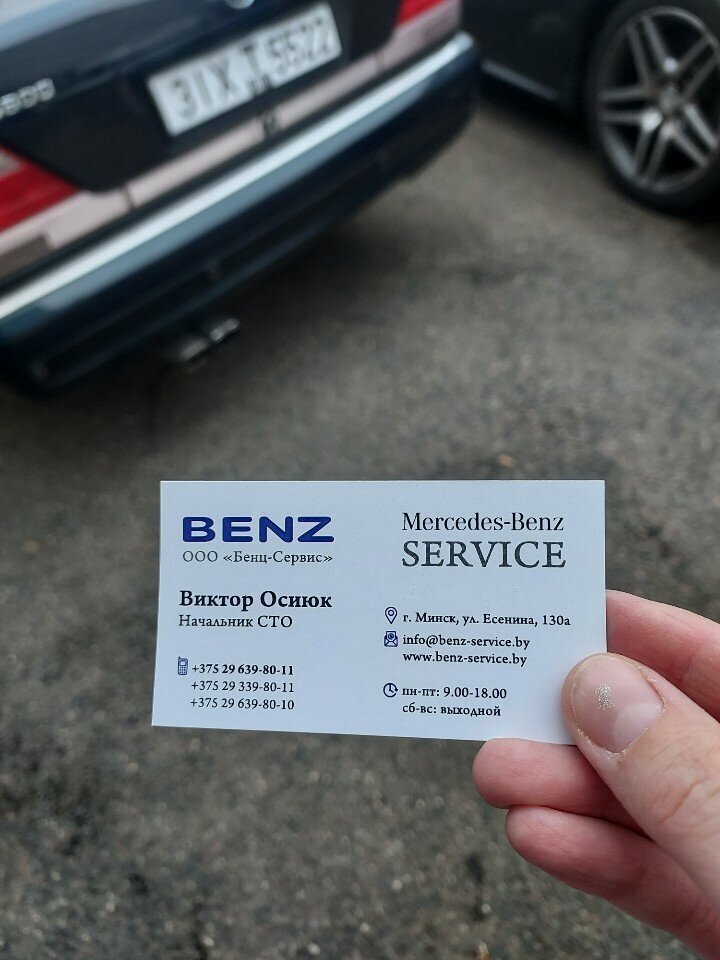 3IX T 5522
BENZ
ООО «Бенц-Сервис»
Mercedes-Benz
SERVICE
Виктор Осиюк
Начальник СТО
+375 29 639-80-11
+375 29 339-80-11
+375 29 639-80-10
г. Минск, ул. Есенина, 130а
info@benz-service.by
www.benz-service.by
пн-пт: 9.00-18.00
сб-вс: выходной